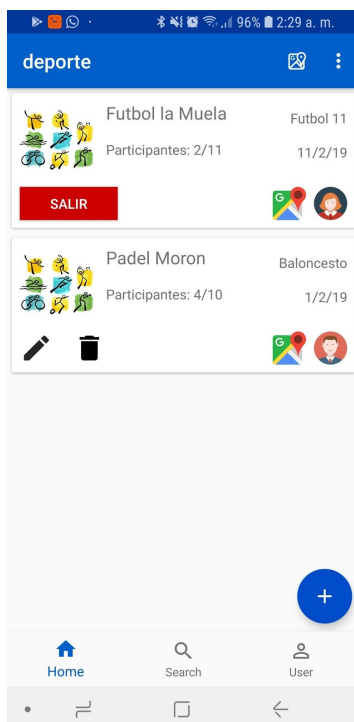 96% 2:29 a. m.
deporte
Futbol la Muela
Futbol 11
Participantes: 2/11
11/2/19
SALIR
G
Padel Moron
Baloncesto
Participantes: 4/10
1/2/19
G
Home
Search
User